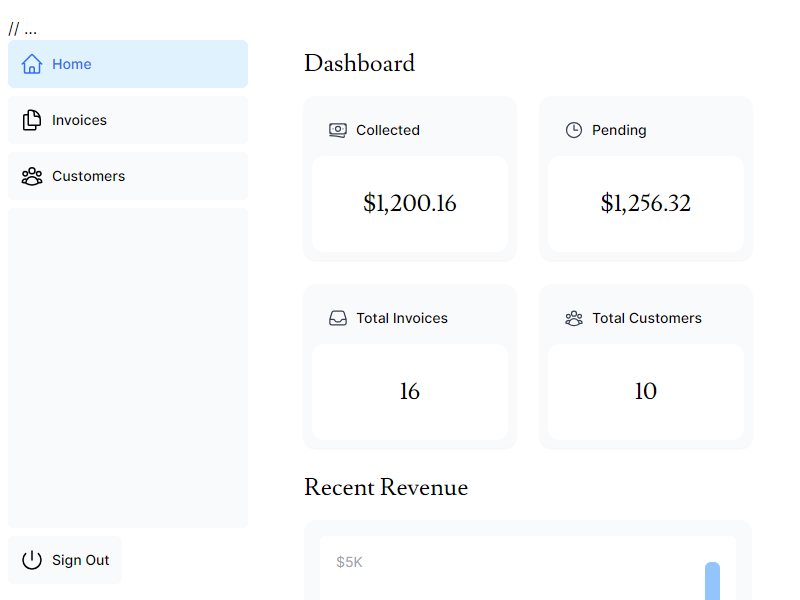 // ...
Home
Invoices
Customers
Sign Out
Dashboard
Collected
$1,200.16
Pending
$1,256.32
Total Invoices
16
Total Customers
10
Recent Revenue
$5K